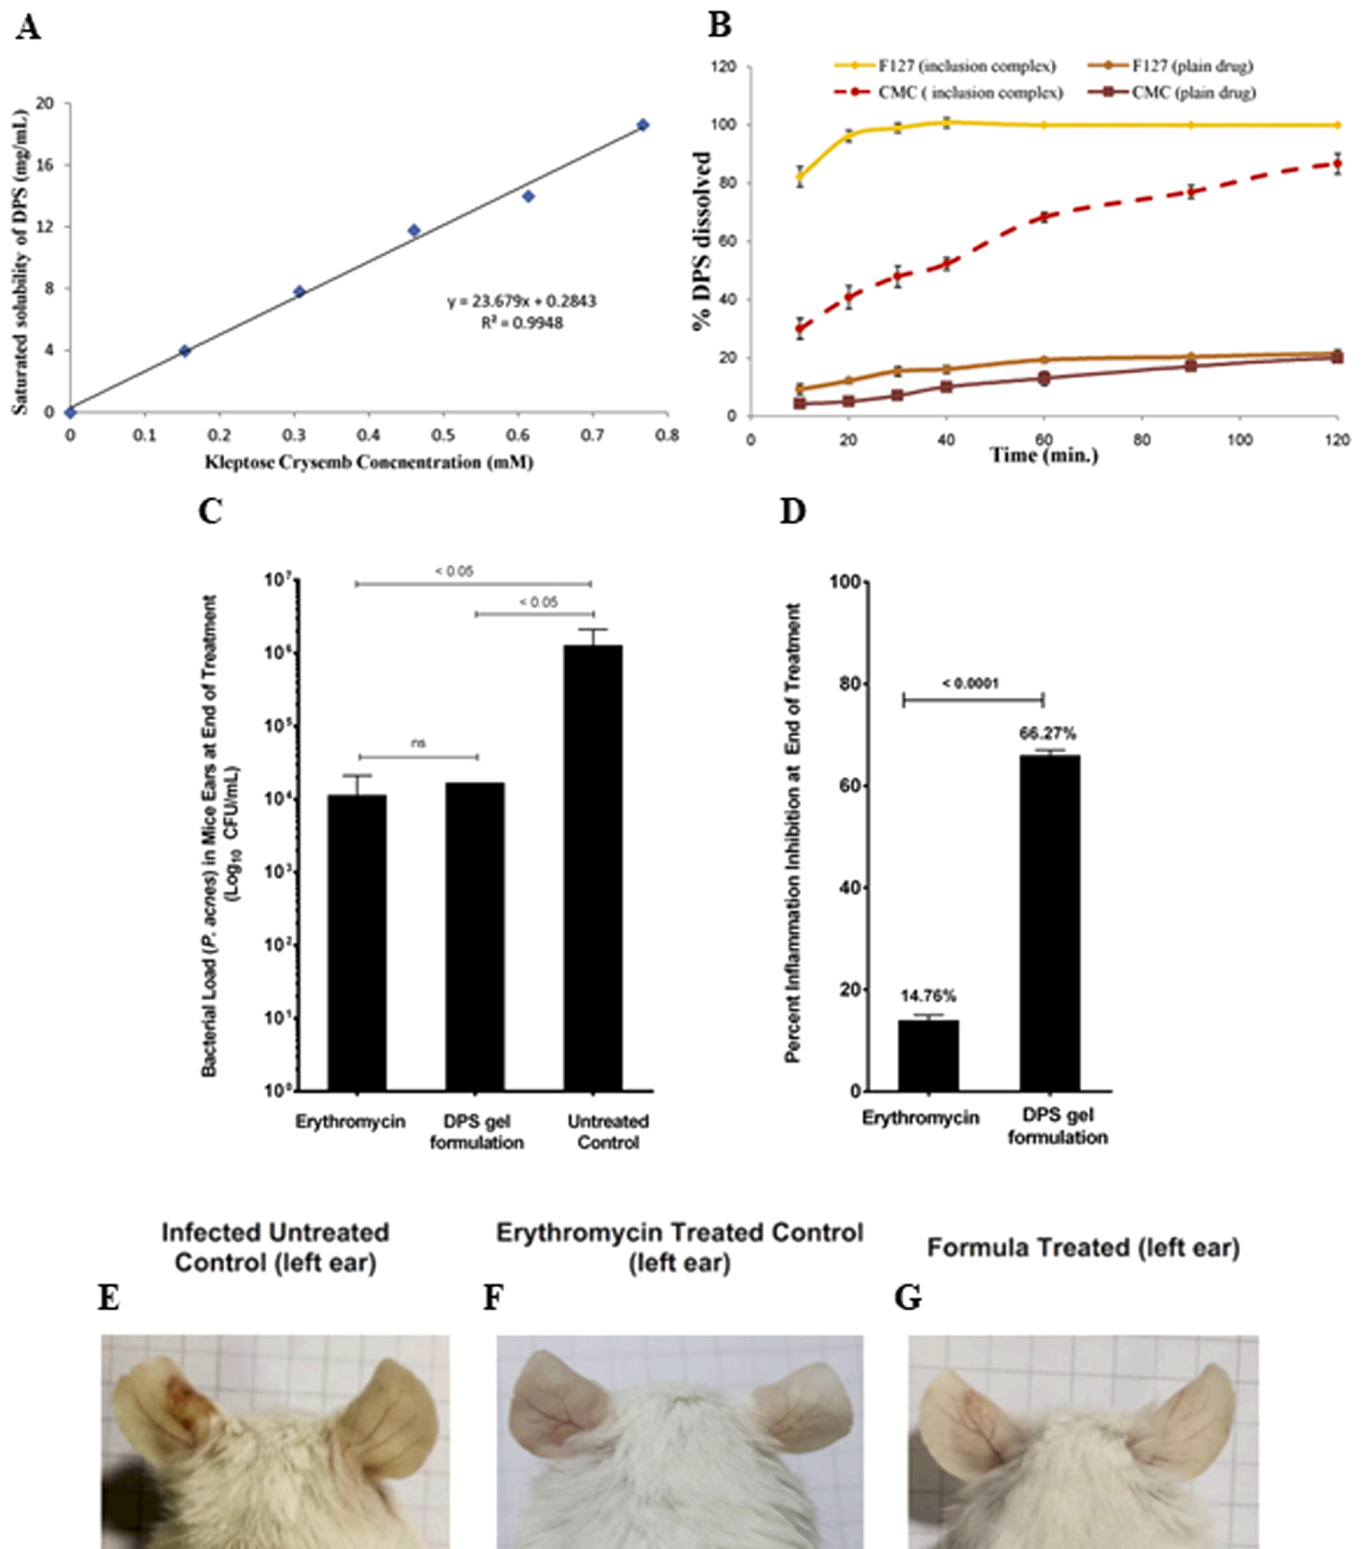 A
Saturated solubility of DPS (mg/mL)
20
16
12
8
4
0
y = 23.679x + 0.2843
R² = 0.9948
0 0.1 0.2 0.3 0.4 0.5 0.6 0.7 0.8
Kleptose Crysemb Concnentration (mM)
B
F127 (inclusion complex)
F127 (plain drug)
CMC ( inclusion complex)
CMC (plain drug)
% DPS dissolved
120
100
80
60
40
20
0
0 20 40 60 80 100 120
Time (min.)
C
Bacterial Load (P. acnes) in Mice Ears at End of Treatment
(Log₁₀ CFU/mL)
10⁷
10⁶
10⁵
10⁴
10³
10²
10¹
10⁰
< 0.05
< 0.05
ns
Erythromycin
DPS gel
formulation
Untreated
Control
D
Percent Inflammation Inhibition at End of Treatment
100
80
60
40
20
0
< 0.0001
66.27%
14.76%
Erythromycin
DPS gel
formulation
Infected Untreated
Control (left ear)
Erythromycin Treated Control
(left ear)
Formula Treated (left ear)
E
F
G